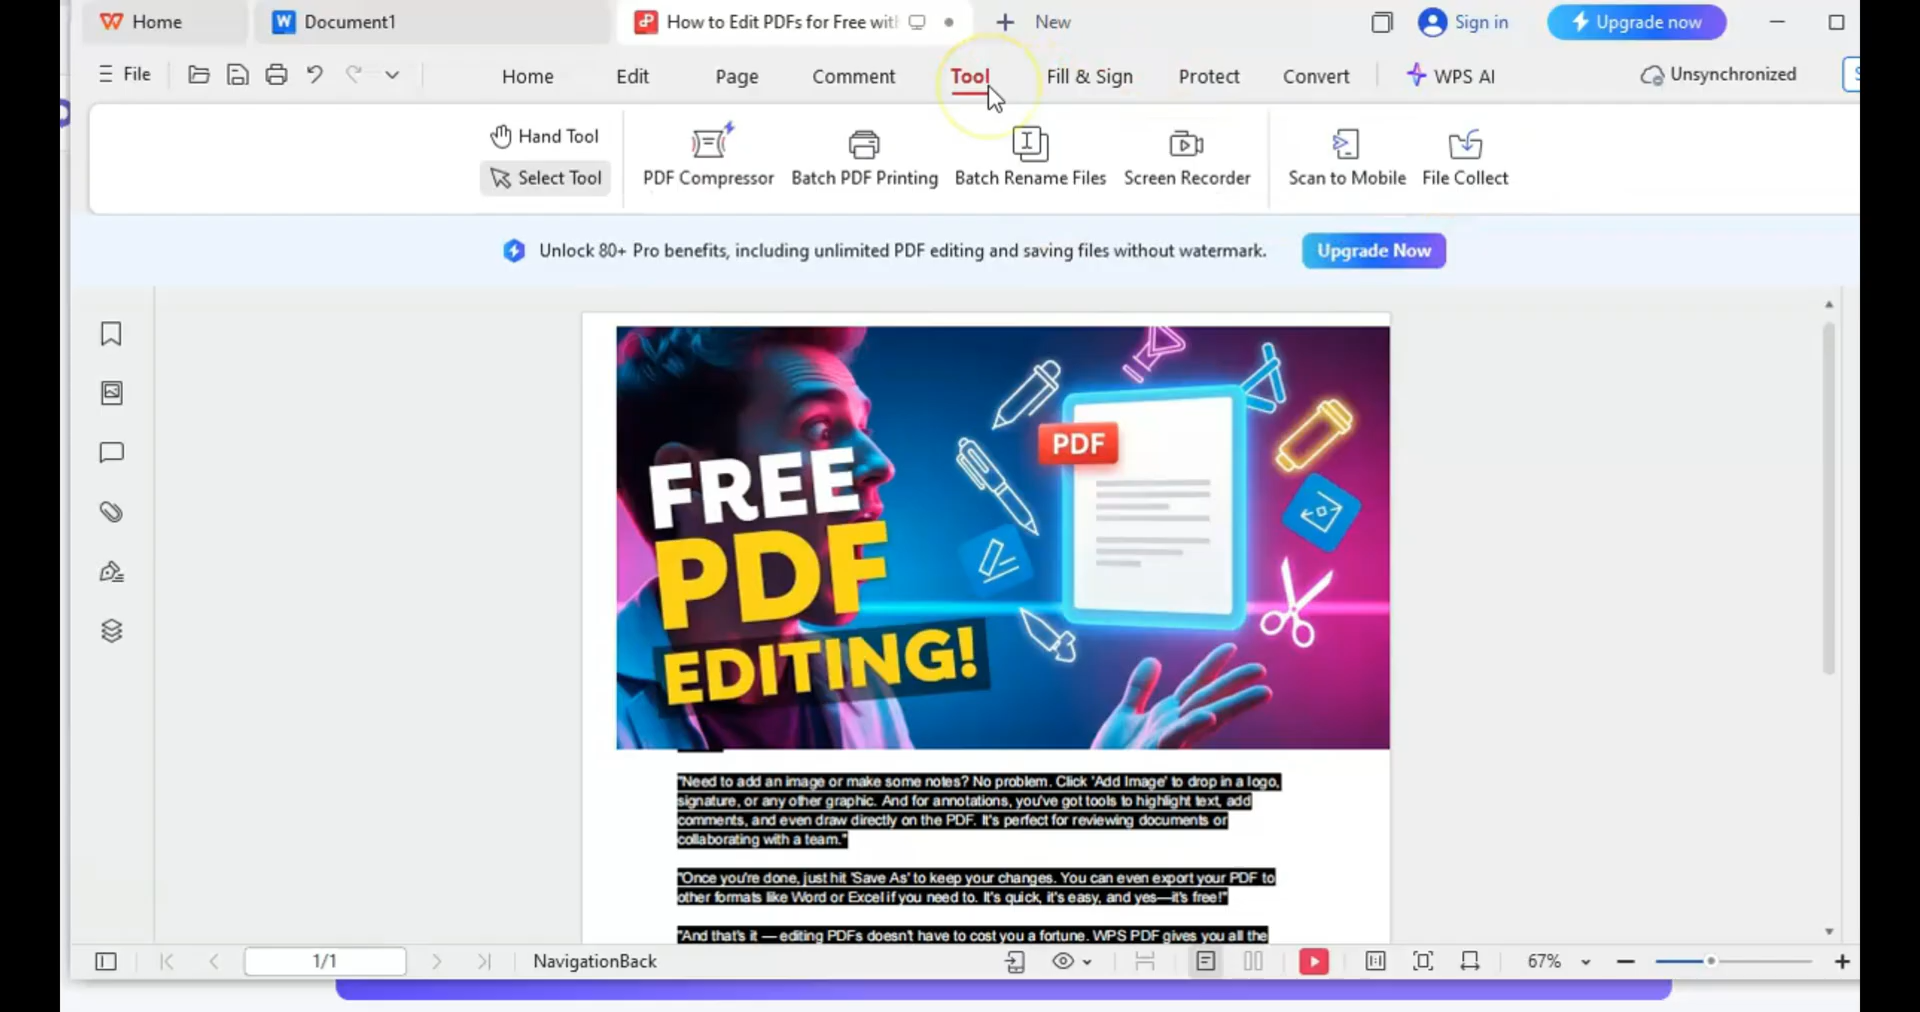 Home
Document1
How to Edit PDFs for Free wit
New
Sign in
Upgrade now
File
Home
Edit
Page
Comment
Tool
Fill & Sign
Protect
Convert
WPS AI
Unsynchronized
Hand Tool
Select Tool
PDF Compressor
Batch PDF Printing
Batch Rename Files
Screen Recorder
Scan to Mobile
File Collect
Unlock 80+ Pro benefits, including unlimited PDF editing and saving files without watermark.
Upgrade Now
PDF
FREE
PDF
EDITING!
"Need to add an image or make some notes? No problem. Click 'Add Image' to drop in a logo,
signature, or any other graphic. And for annotations, you've got tools to highlight text, add
comments, and even draw directly on the PDF. It's perfect for reviewing documents or
collaborating with a team."
"Once you're done, just hit 'Save As' to keep your changes. You can even export your PDF to
other formats like Word or Excel if you need to. It's quick, it's easy, and yes—it's free!"
"And that's it — editing PDFs doesn't have to cost you a fortune. WPS PDF gives you all the
1/1
NavigationBack
67%